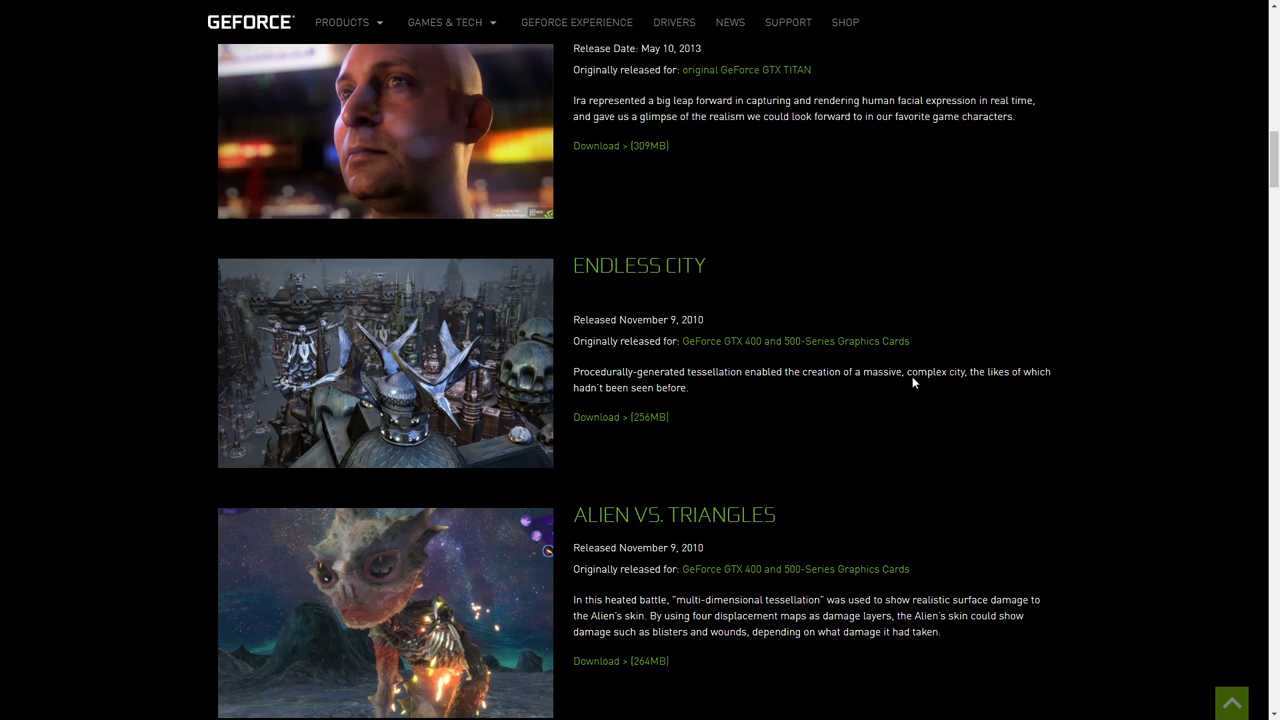 GEFORCE PRODUCTS GAMES & TECH GEFORCE EXPERIENCE DRIVERS NEWS SUPPORT SHOP
Release Date: May 10, 2013
Originally released for: original GeForce GTX TITAN
Ira represented a big leap forward in capturing and rendering human facial expression in real time,
and gave us a glimpse of the realism we could look forward to in our favorite game characters.
Download > (309MB)
ENDLESS CITY
Released November 9, 2010
Originally released for: GeForce GTX 400 and 500-Series Graphics Cards
Procedurally-generated tessellation enabled the creation of a massive, complex city, the likes of which
hadn't been seen before.
Download > (256MB)
ALIEN VS. TRIANGLES
Released November 9, 2010
Originally released for: GeForce GTX 400 and 500-Series Graphics Cards
In this heated battle, "multi-dimensional tessellation" was used to show realistic surface damage to
the Alien's skin. By using four displacement maps as damage layers, the Alien's skin could show
damage such as blisters and wounds, depending on what damage it had taken.
Download > (264MB)